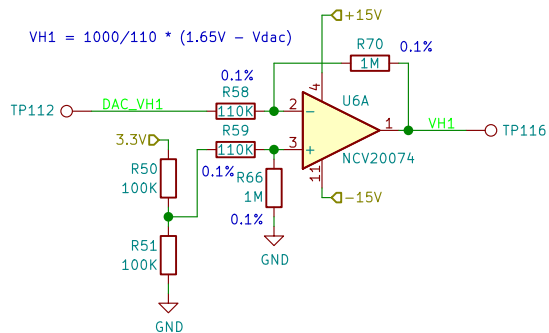 +15V
VH1 = 1000/110 * (1.65V - Vdac)
R70
0.1%
1M
0.1%
4
R58
U6A
TP112
DAC_VH1
110K
2
-
1
VH1
TP116
3.3V
R59
110K
3
+
NCV20074
R50
100K
0.1%
R66
1M
11
-15V
0.1%
R51
100K
GND
GND